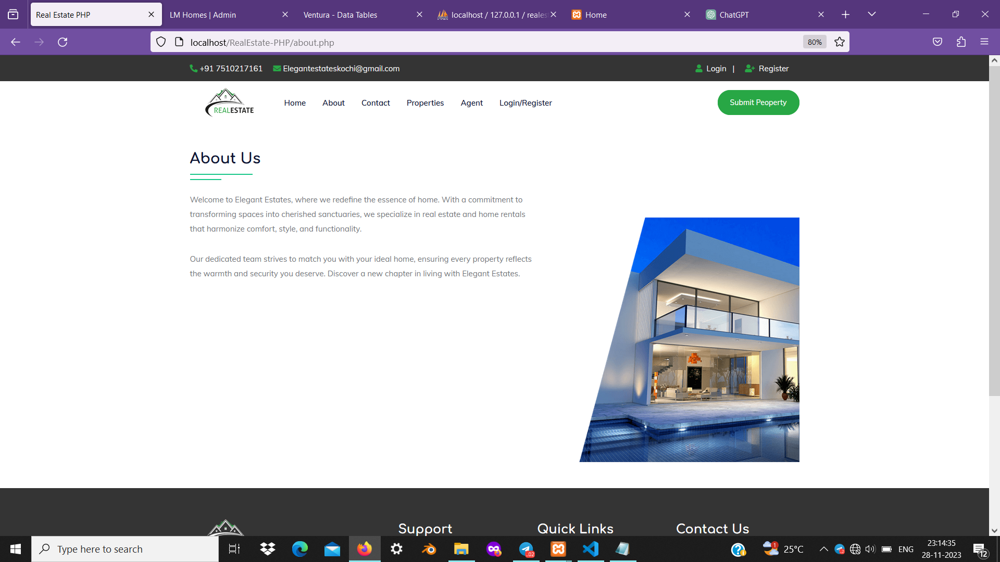 Real Estate PHP
LM Homes | Admin
Ventura - Data Tables
localhost / 127.0.0.1 / reales
Home
ChatGPT
localhost/RealEstate-PHP/about.php
80%
+91 7510217161
Elegantestateskochi@gmail.com
Login | Register
REALESTATE
Home
About
Contact
Properties
Agent
Login/Register
Submit Peoperty
About Us
Welcome to Elegant Estates, where we redefine the essence of home. With a commitment to
transforming spaces into cherished sanctuaries, we specialize in real estate and home rentals
that harmonize comfort, style, and functionality.
Our dedicated team strives to match you with your ideal home, ensuring every property reflects
the warmth and security you deserve. Discover a new chapter in living with Elegant Estates.
Support
Quick Links
Contact Us
Type here to search
..02
1
25°C
2
ENG
23:14:35
28-11-2023
12